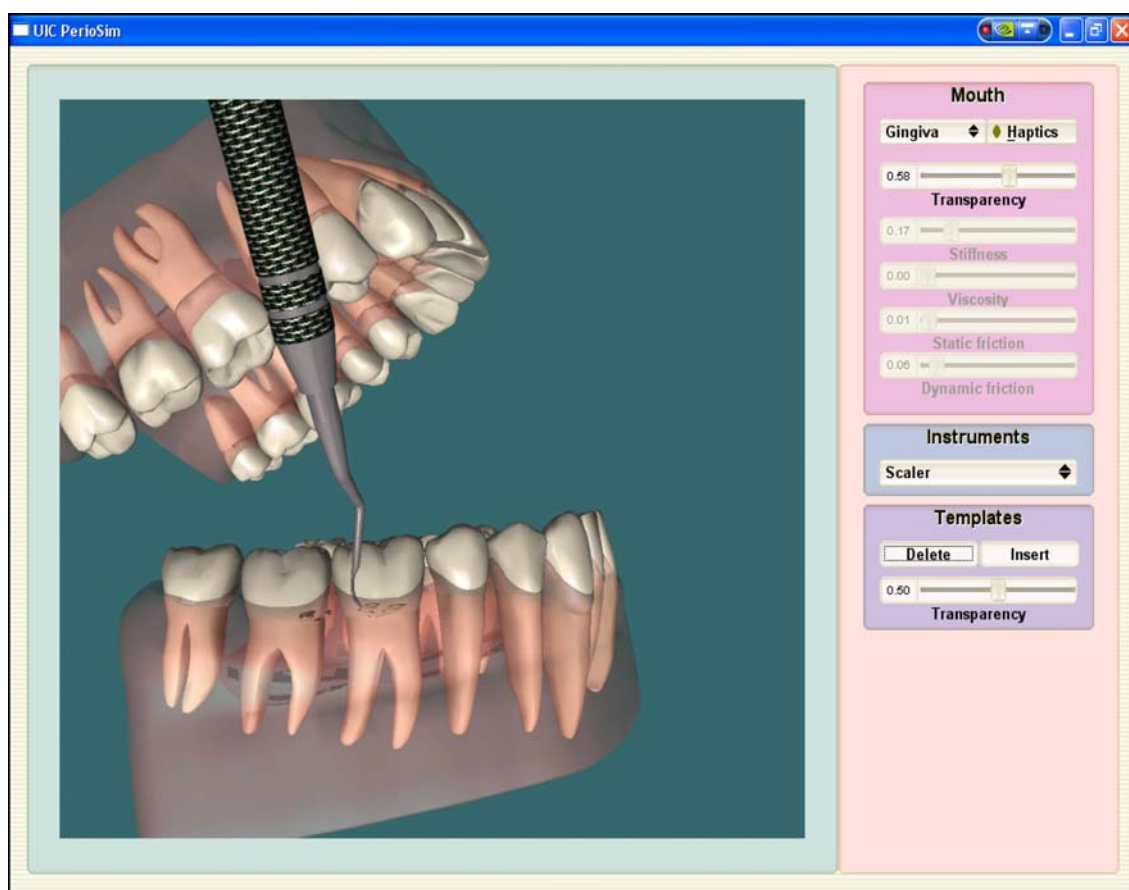 UIC PerioSim
Mouth
Gingiva Haptics
0.58
Transparency
0.17
Stiffness
0.00
Viscosity
0.01
Static friction
0.06
Dynamic friction
Instruments
Scaler
Templates
Delete Insert
0.50
Transparency